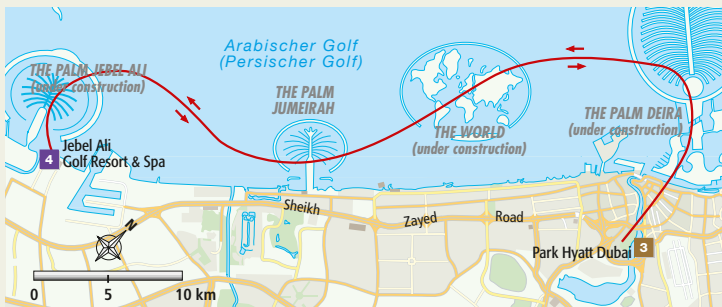 Arabischer Golf
(Persischer Golf)
THE PALM JEBEL ALI
(under construction)
THE PALM
JUMEIRAH
THE WORLD
(under construction)
THE PALM DEIRA
(under construction)
4
Jebel Ali
Golf Resort & Spa
Sheikh
Zayed
Road
Park Hyatt Dubai
3
N
0
5
10 km